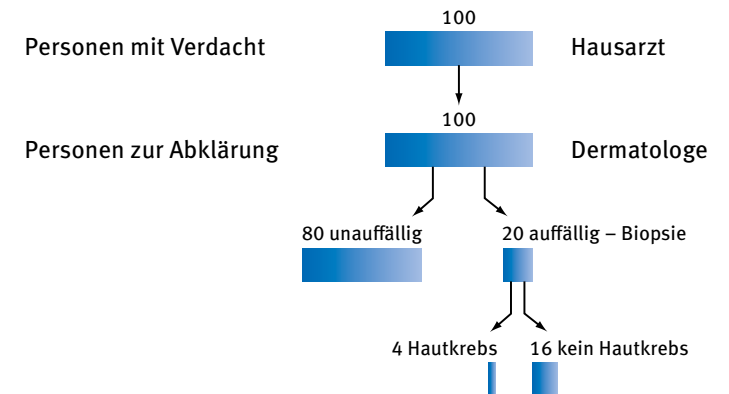 100
Personen mit Verdacht Hausarzt
100
Personen zur Abklärung Dermatologe
80 unauffällig 20 auffällig – Biopsie
4 Hautkrebs 16 kein Hautkrebs